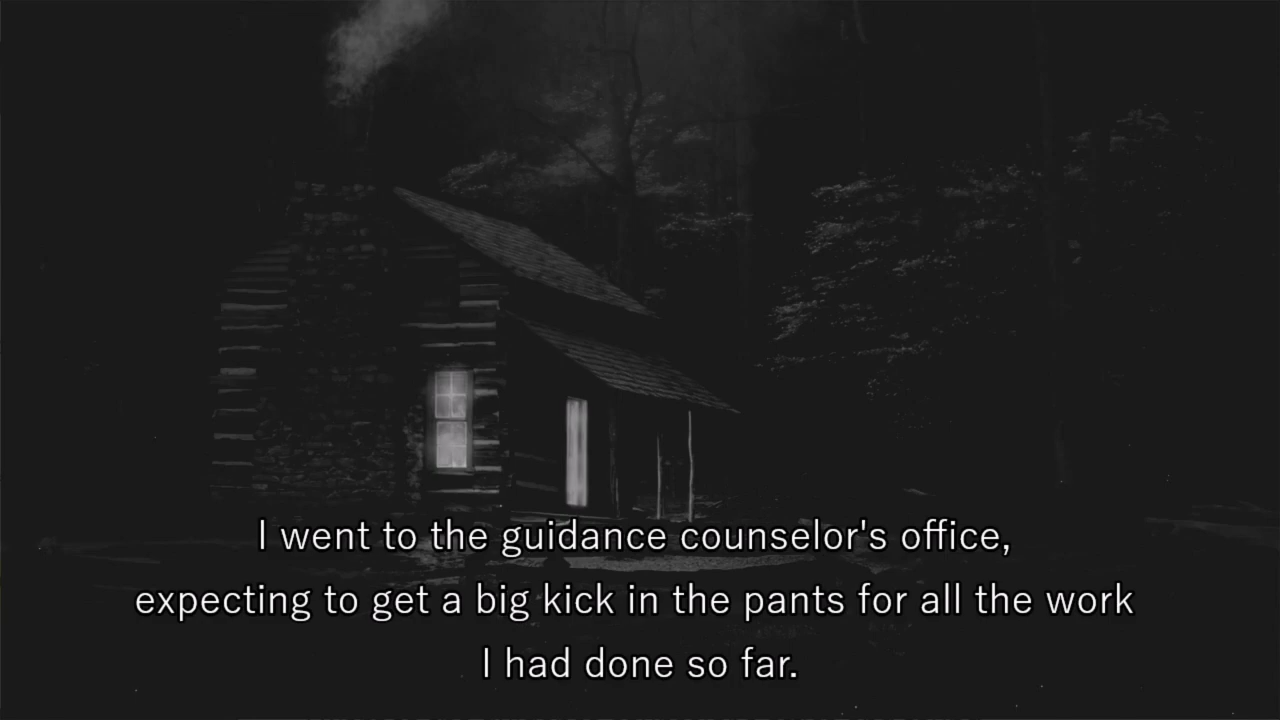 I went to the guidance counselor's office,
expecting to get a big kick in the pants for all the work
I had done so far.